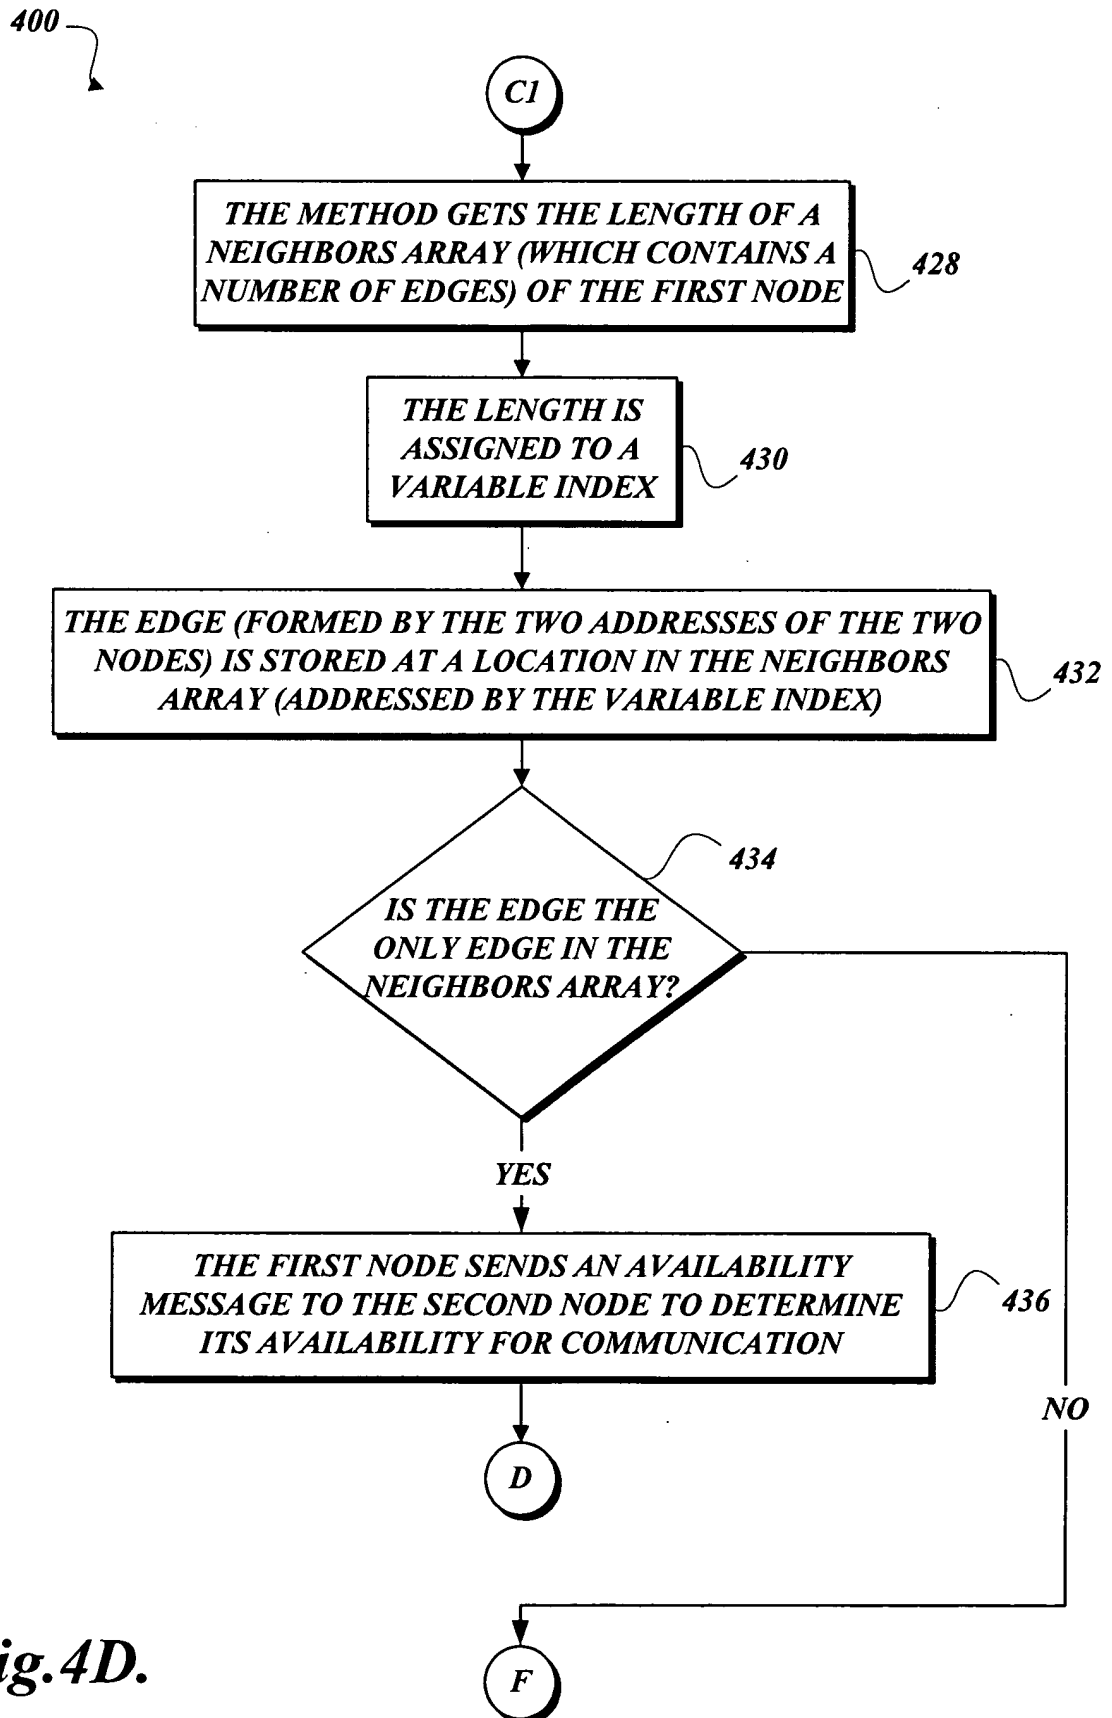 400
C1
THE METHOD GETS THE LENGTH OF A
NEIGHBORS ARRAY (WHICH CONTAINS A
NUMBER OF EDGES) OF THE FIRST NODE
428
THE LENGTH IS
ASSIGNED TO A
VARIABLE INDEX
430
THE EDGE (FORMED BY THE TWO ADDRESSES OF THE TWO
NODES) IS STORED AT A LOCATION IN THE NEIGHBORS
ARRAY (ADDRESSED BY THE VARIABLE INDEX)
432
434
IS THE EDGE THE
ONLY EDGE IN THE
NEIGHBORS ARRAY?
YES
THE FIRST NODE SENDS AN AVAILABILITY
MESSAGE TO THE SECOND NODE TO DETERMINE
ITS AVAILABILITY FOR COMMUNICATION
436
NO
D
ig.4D.
F